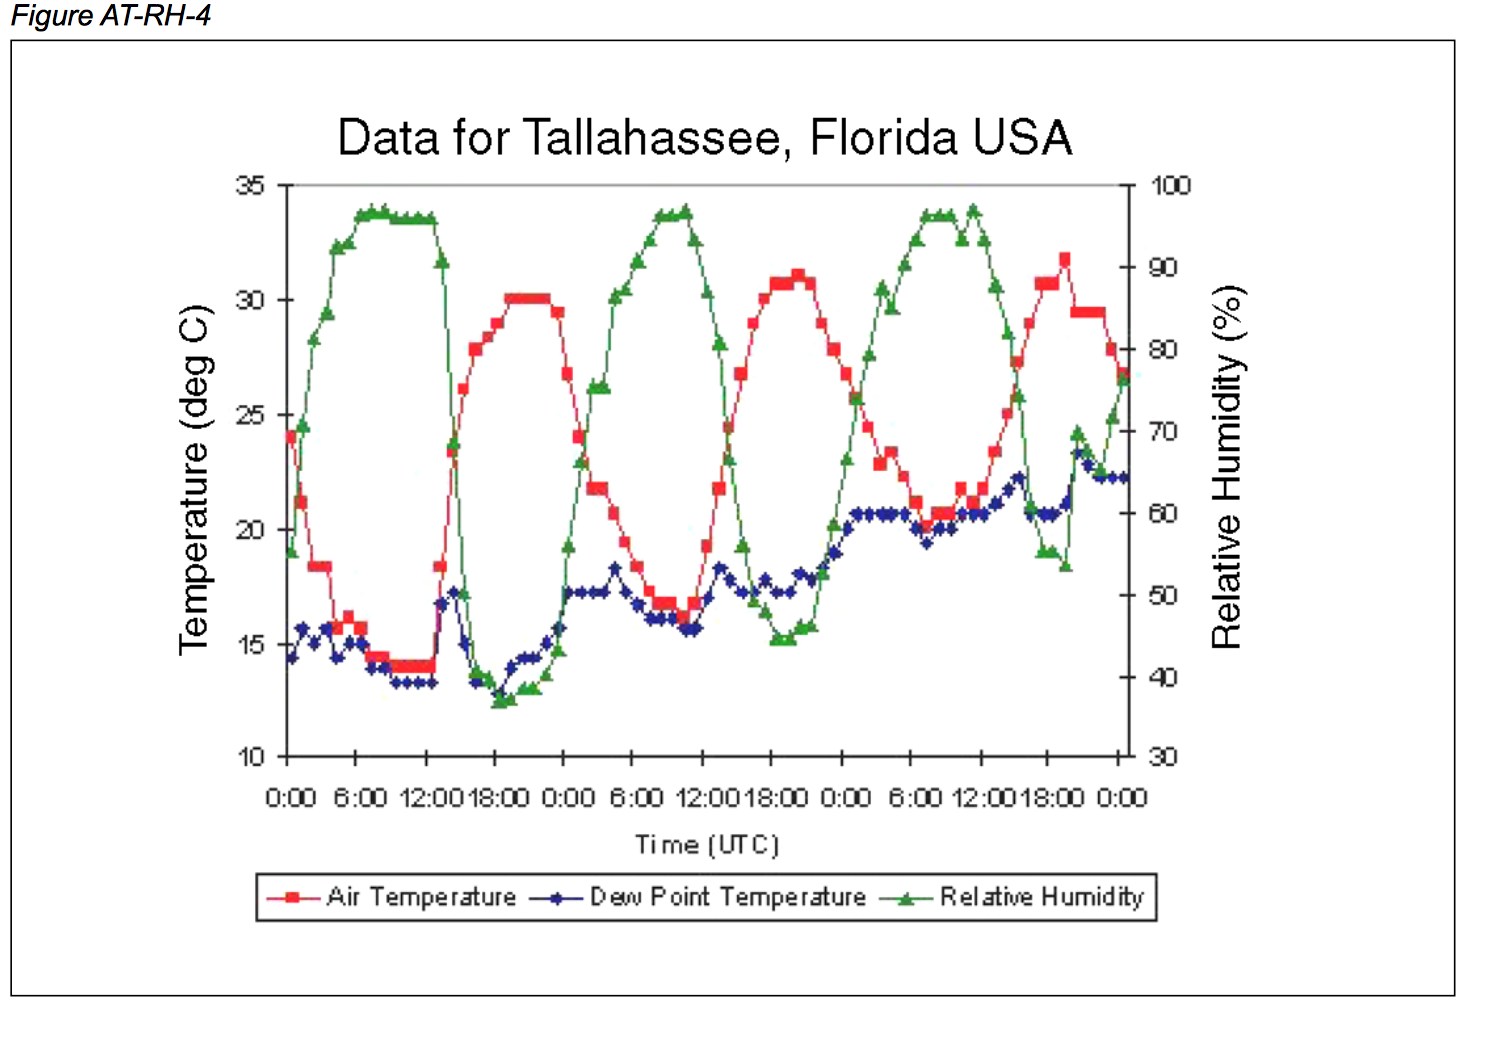 Figure AT-RH-4
Data for Tallahassee, Florida USA
35
30
25
20
15
10
Temperature (deg C)
100
90
80
70
60
50
40
30
Relative Humidity (%)
0:00 6:00 12:00 18:00 0:00 6:00 12:00 18:00 0:00 6:00 12:00 18:00 0:00
Time (UTC)
Air Temperature Dew Point Temperature Relative Humidity